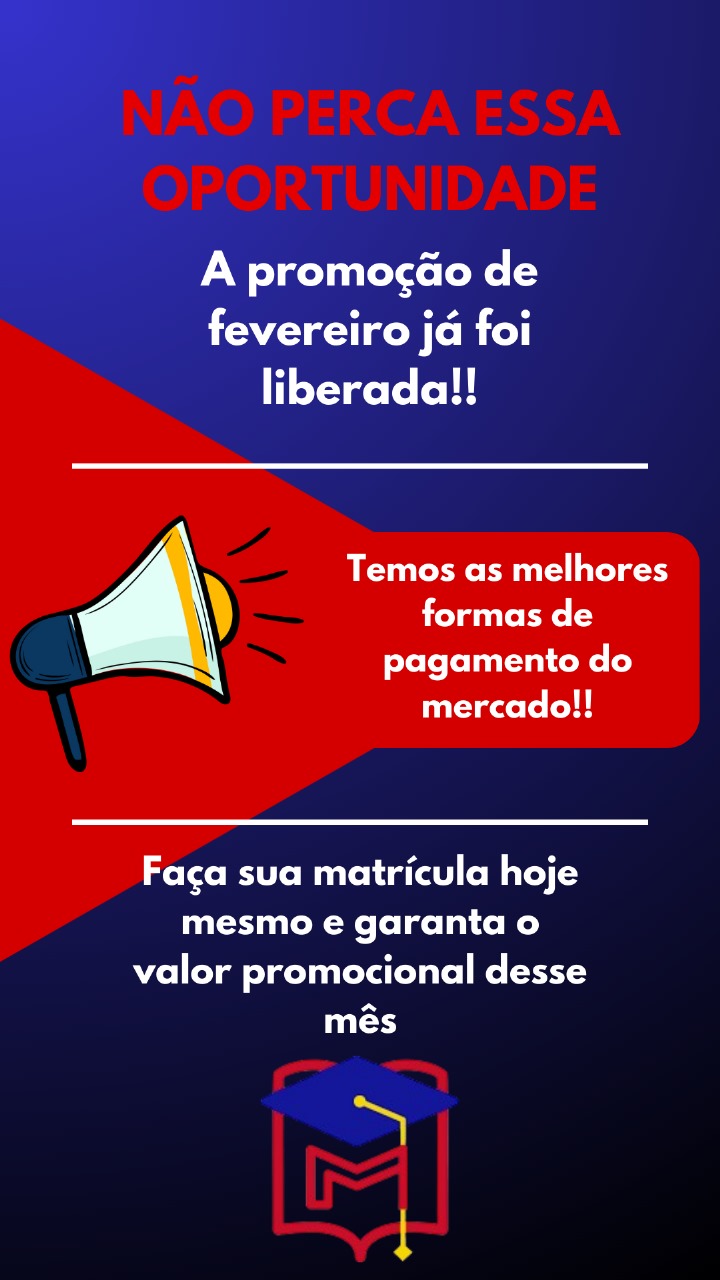 NÃO PERCA ESSA
OPORTUNIDADE
A promoção de
fevereiro já foi
liberada!!
Temos as melhores
formas de
pagamento do
mercado!!
Faça sua matrícula hoje
mesmo e garanta o
valor promocional desse
mês
M